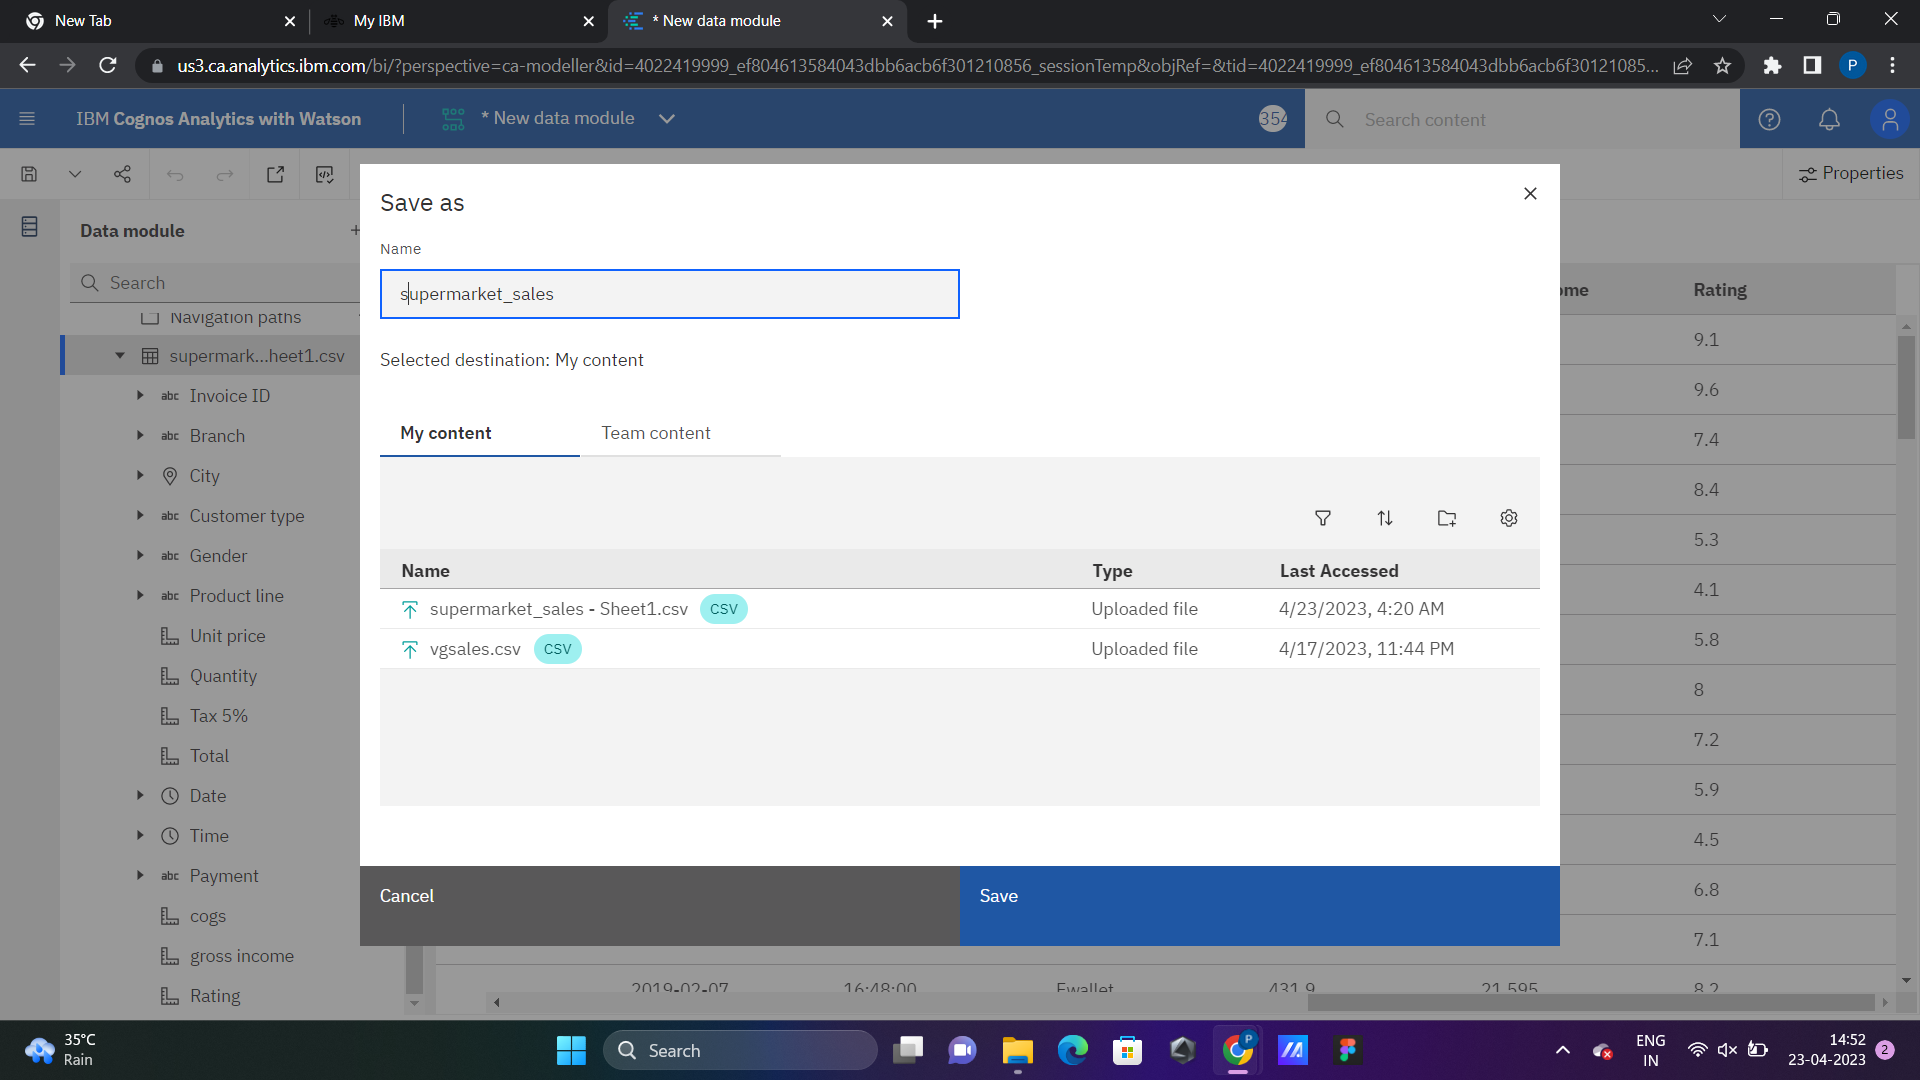 New Tab
My IBM
* New data module
us3.ca.analytics.ibm.com/bi/?perspective=ca-modeller&id=4022419999_ef804613584043dbb6acb6f301210856_sessionTemp&objRef=&tid=4022419999_ef804613584043dbb6acb6f30121085...
P
IBM Cognos Analytics with Watson
* New data module
354
Search content
Properties
Data module
Search
Navigation paths
supermark...heet1.csv
abc Invoice ID
abc Branch
City
abc Customer type
abc Gender
abc Product line
Unit price
Quantity
Tax 5%
Total
Date
Time
abc Payment
cogs
gross income
Rating
Save as
Name
supermarket_sales
Selected destination: My content
My content
Team content
Name Type Last Accessed
supermarket_sales - Sheet1.csv CSV Uploaded file 4/23/2023, 4:20 AM
vgsales.csv CSV Uploaded file 4/17/2023, 11:44 PM
Cancel
Save
ome Rating
9.1
9.6
7.4
8.4
5.3
4.1
5.8
8
7.2
5.9
4.5
6.8
7.1
2019-02-07 16:48:00 Ewallet 431.9 21.595 8.2
35°C
Rain
Search
P
ENG
IN
14:52
23-04-2023
2